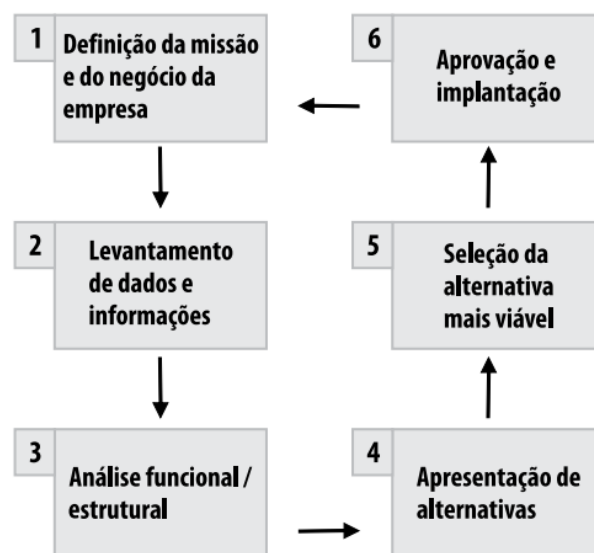 1
Definição da missão
e do negócio da
empresa
2
Levantamento
de dados e
informações
3
Análise funcional /
estrutural
4
Apresentação de
alternativas
5
Seleção da
alternativa
mais viável
6
Aprovação e
implantação